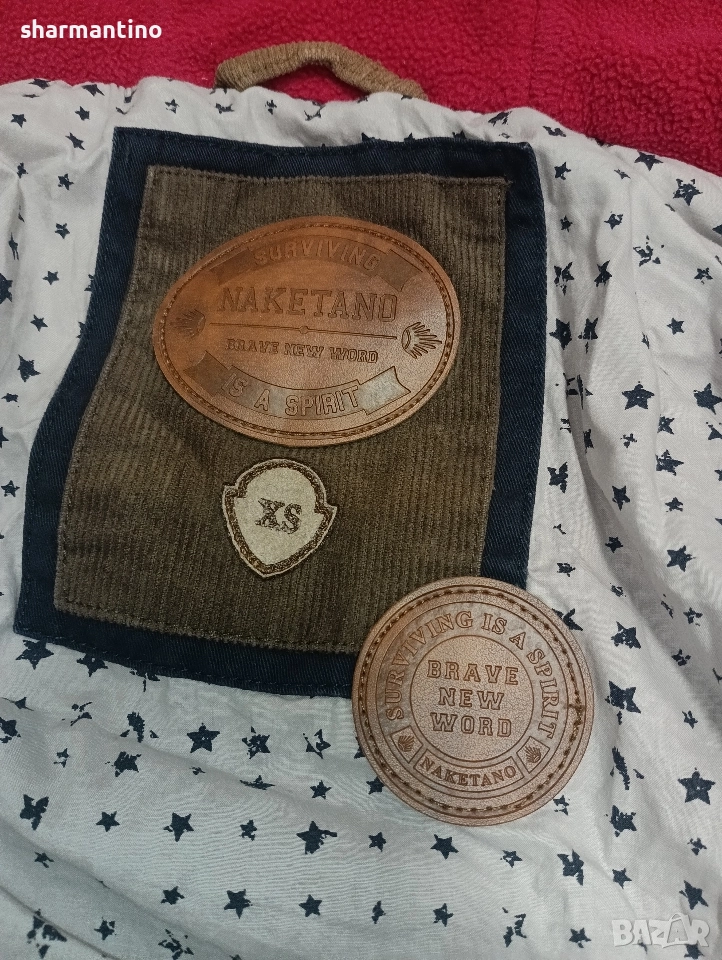 sharmantino
SURVIVING
NAKETANO
BRAVE NEW WORD
IS A SPIRIT
XS
SURVIVING IS A SPIRIT
BRAVE
NEW
WORD
NAKETANO
BAZAR